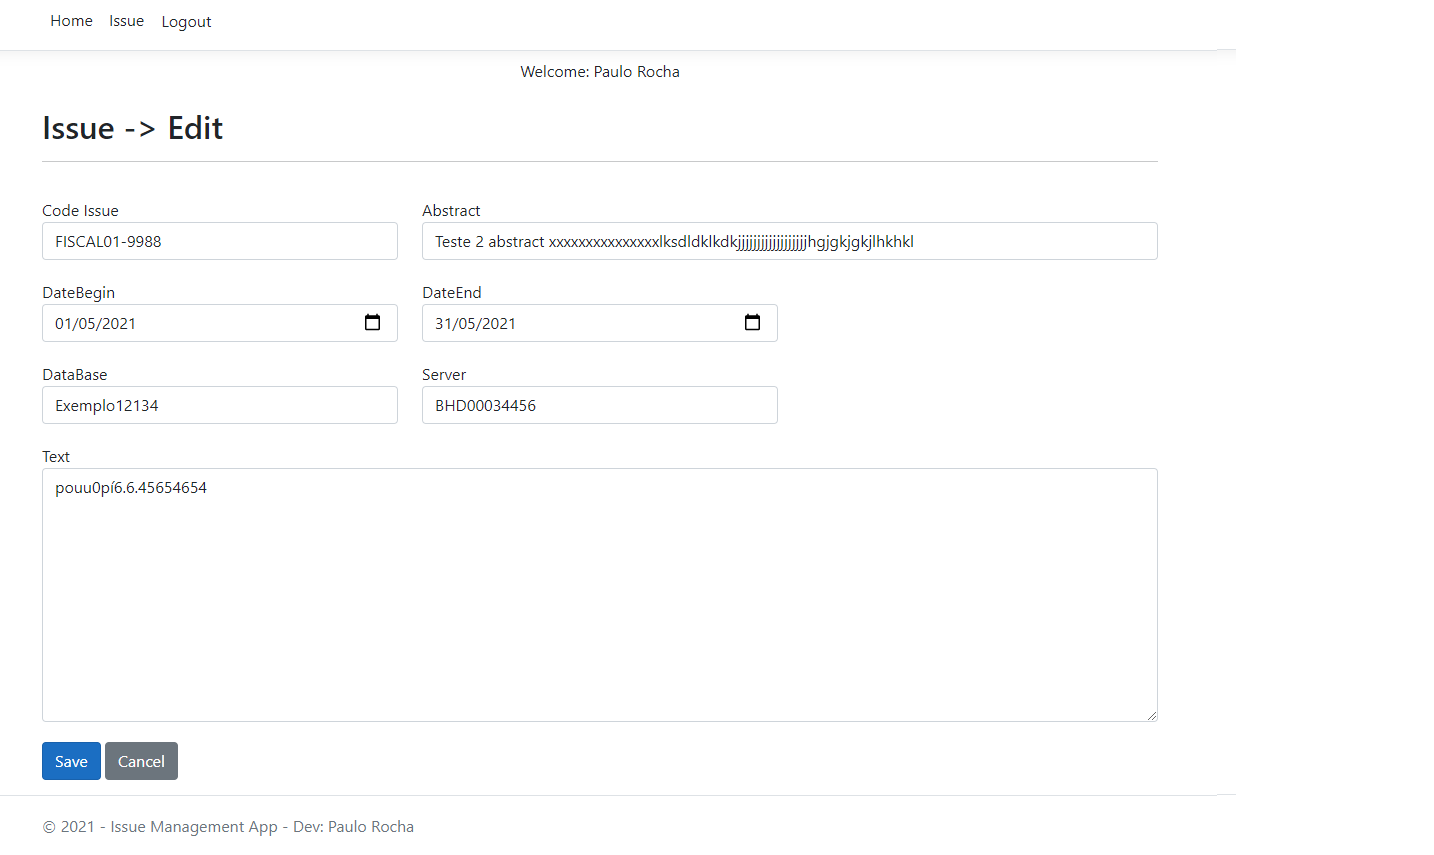 Home Issue Logout
Welcome: Paulo Rocha
Issue -> Edit
Code Issue Abstract
FISCAL01-9988 Teste 2 abstract xxxxxxxxxxxxxxxlksdldklkdkjjjjjjjjjjjjjjjjjjhgjgkjgkjlhkhkl
DateBegin DateEnd
01/05/2021 31/05/2021
DataBase Server
Exemplo12134 BHD00034456
Text
pouu0pí6.6.45654654
Save Cancel
© 2021 - Issue Management App - Dev: Paulo Rocha